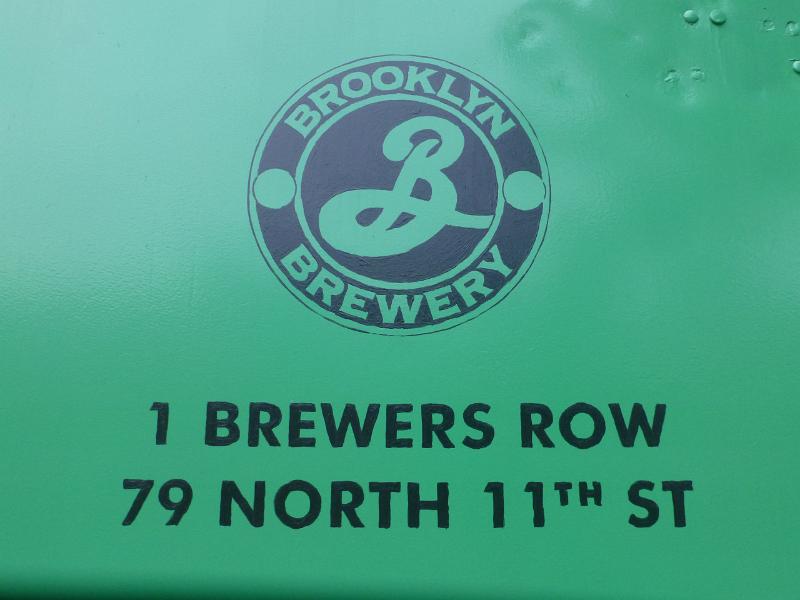 BROOKLYN
B
BREWERY
1 BREWERS ROW
79 NORTH 11TH ST